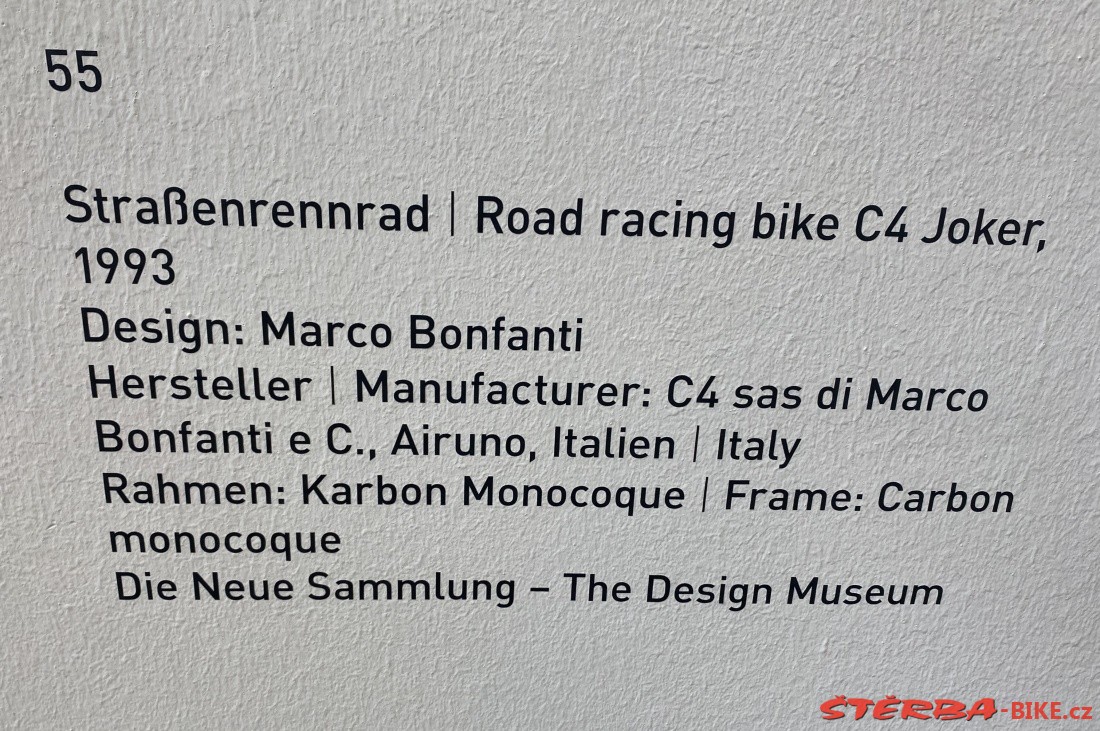 55
Straßenrennrad | Road racing bike C4 Joker,
1993
Design: Marco Bonfanti
Hersteller | Manufacturer: C4 sas di Marco
Bonfanti e C., Airuno, Italien | Italy
Rahmen: Karbon Monocoque | Frame: Carbon
monocoque
Die Neue Sammlung – The Design Museum
ŠTĚRBA-BIKE.cz